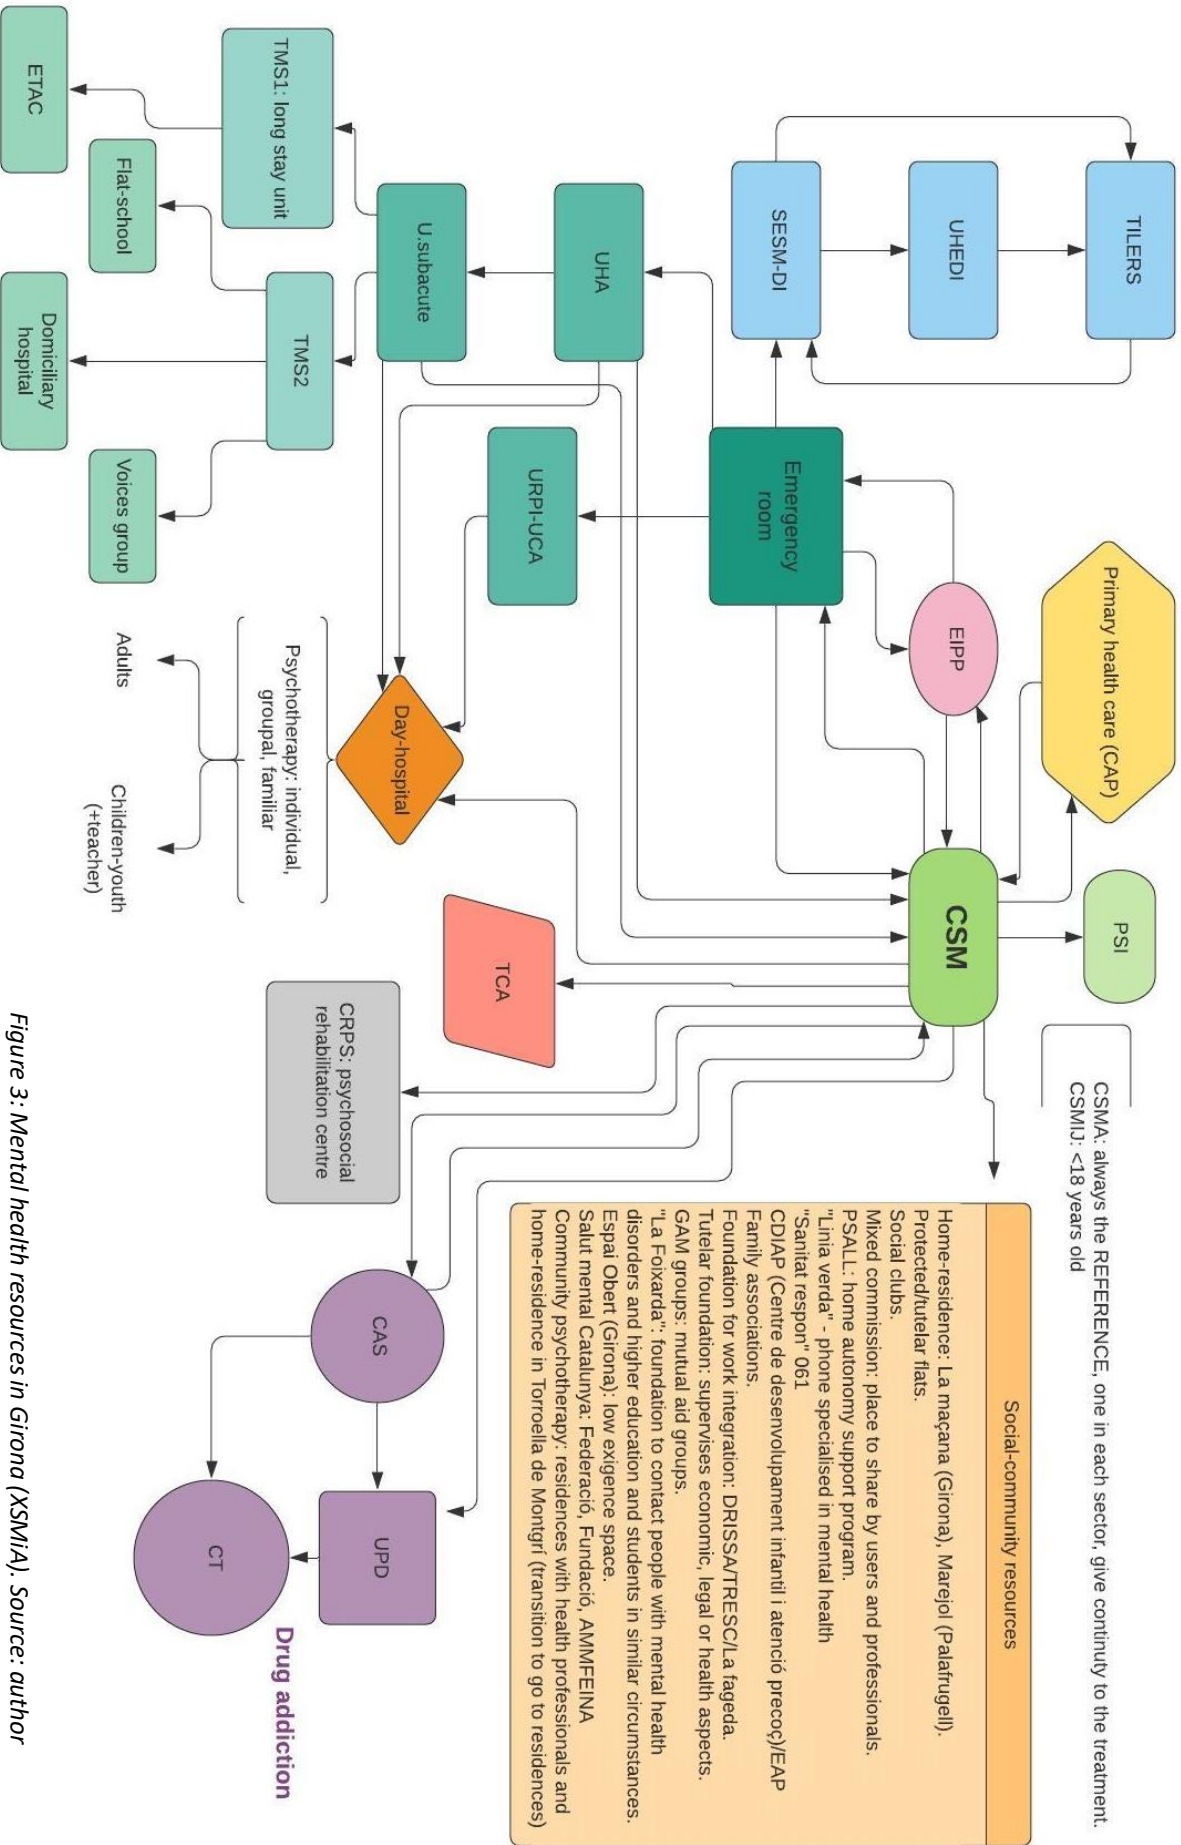 TILERS
UHEDI
SESM-DI
Primary health care (CAP)
PSI
CSMA: always the REFERENCE, one in each sector, give continuty to the treatment.
CSMIJ: <18 years old
EIPP
CSM
Emergency
room
UHA
URPI-UCA
U.subacute
Day-hospital
TCA
TMS1: long stay unit
TMS2
ETAC
Flat-school
Domiciliary
hospital
Voices group
Psychotherapy: individual,
groupal, familiar
Adults
Children-youth
(+teacher)
CRPS: psychosocial
rehabilitation centre
Social-community resources
Home-residence: La maçana (Girona), Marejol (Palafrugell).
Protected/tutelar flats.
Social clubs.
Mixed commission: place to share by users and professionals.
PSALL: home autonomy support program.
"Linia verda" - phone specialised in mental health
"Sanitat respon" 061
CDIAP (Centre de desenvolupament infantil i atenció precoç)/EAP
Family associations.
Foundation for work integration: DRISSA/TRESC/La fageda.
Tutelar foundation: supervises economic, legal or health aspects.
GAM groups: mutual aid groups.
"La Foixarda": foundation to contact people with mental health
disorders and higher education and students in similar circumstances.
Espai Obert (Girona): low exigence space.
Salut mental Catalunya: Federació, Fundació, AMMFEINA
Community psychotherapy: residences with health professionals and
home-residence in Torroella de Montgrí (transition to go to residences)
CAS
UPD
CT
Drug addiction
Figure 3: Mental health resources in Girona (XSMiA). Source: author